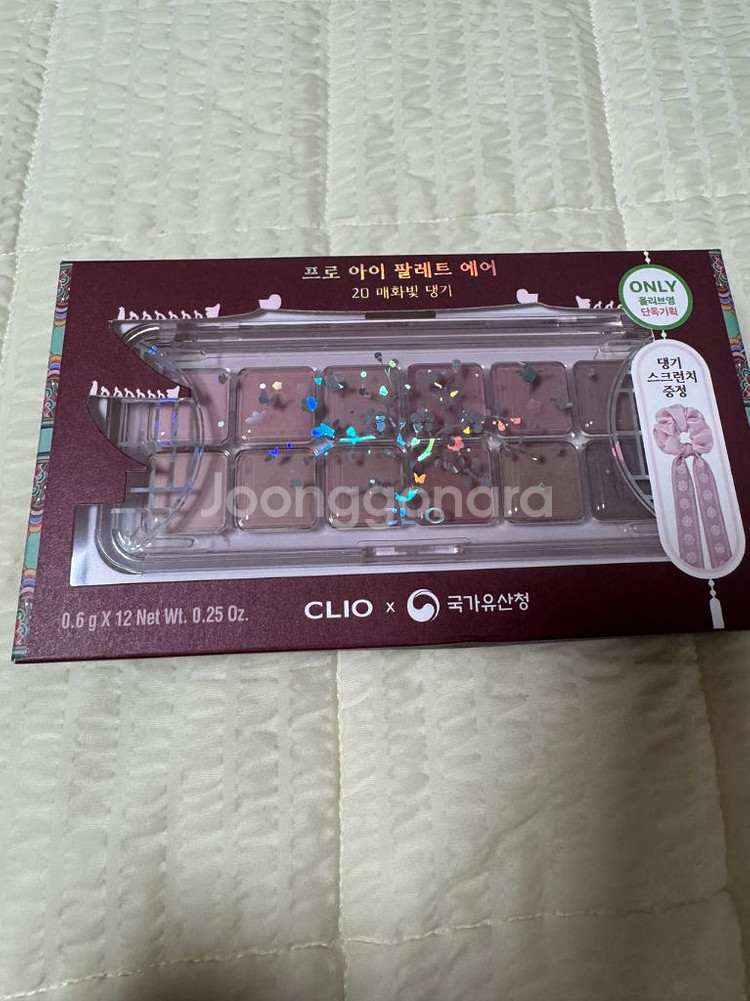 프로 아이 팔레트 에어
20 매화빛 댕기
ONLY
올리브영
단독기획
댕기
스크런치
증정
Joonggonara
0.6 g X 12 Net Wt. 0.25 Oz.
CLIO x 국가유산청